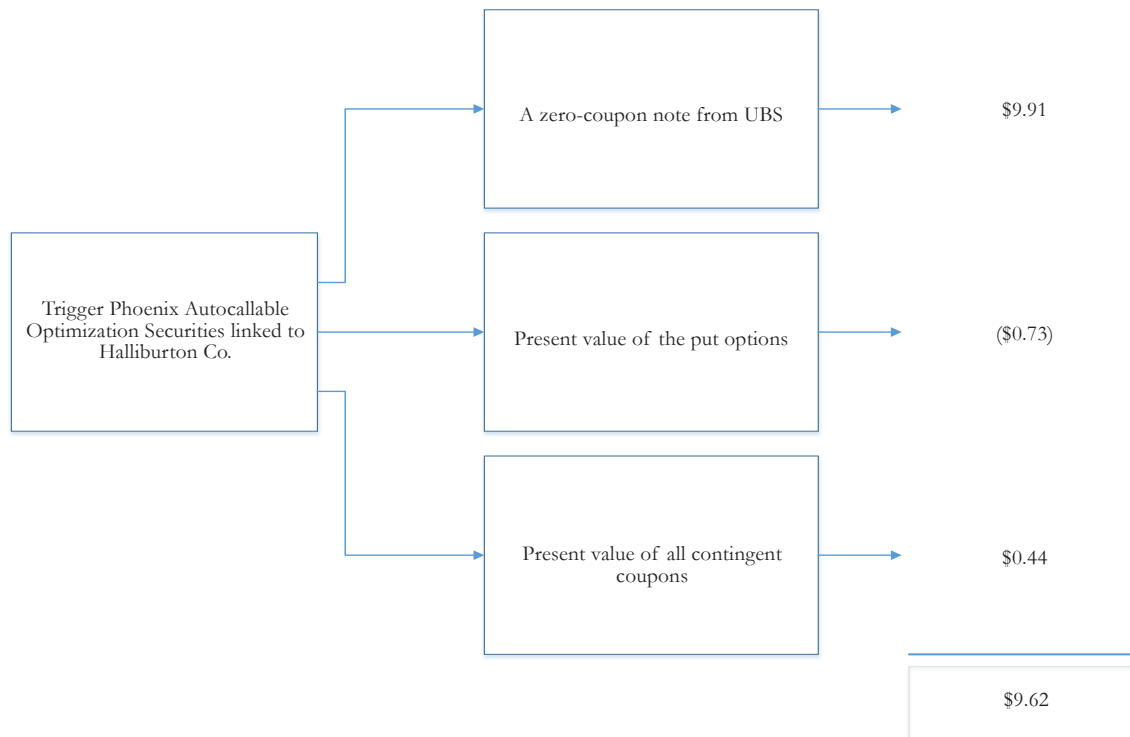 A zero-coupon note from UBS
$9.91
Trigger Phoenix Autocallable
Optimization Securities linked to
Halliburton Co.
Present value of the put options
($0.73)
Present value of all contingent
coupons
$0.44
$9.62